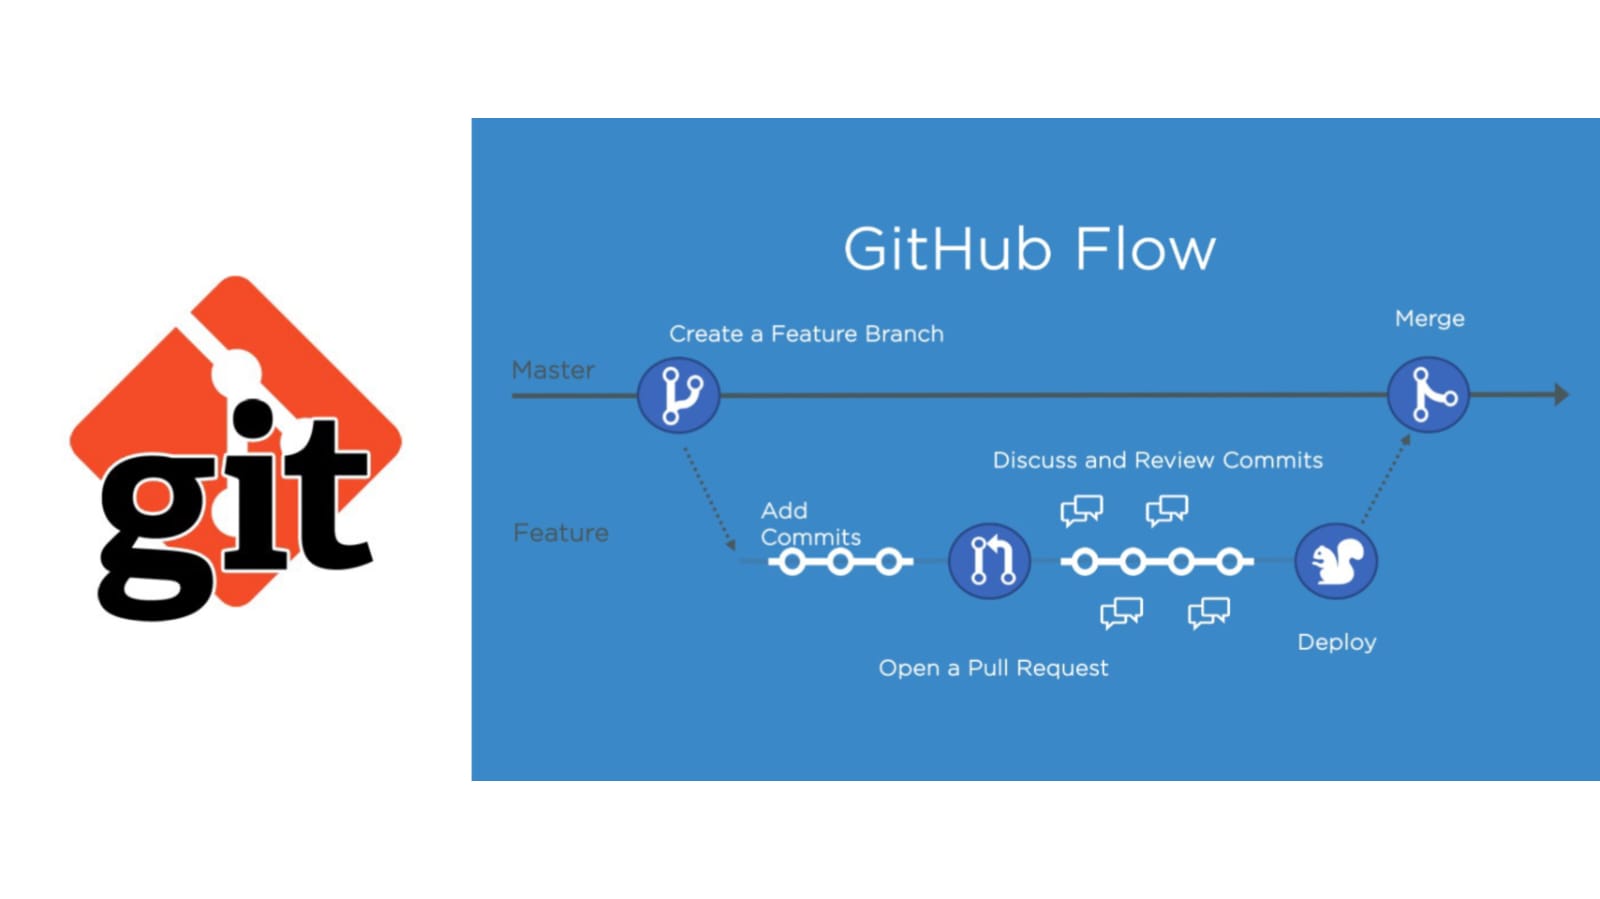 git
GitHub Flow
Merge
Create a Feature Branch
Master
Discuss and Review Commits
Add
Commits
Feature
Deploy
Open a Pull Request